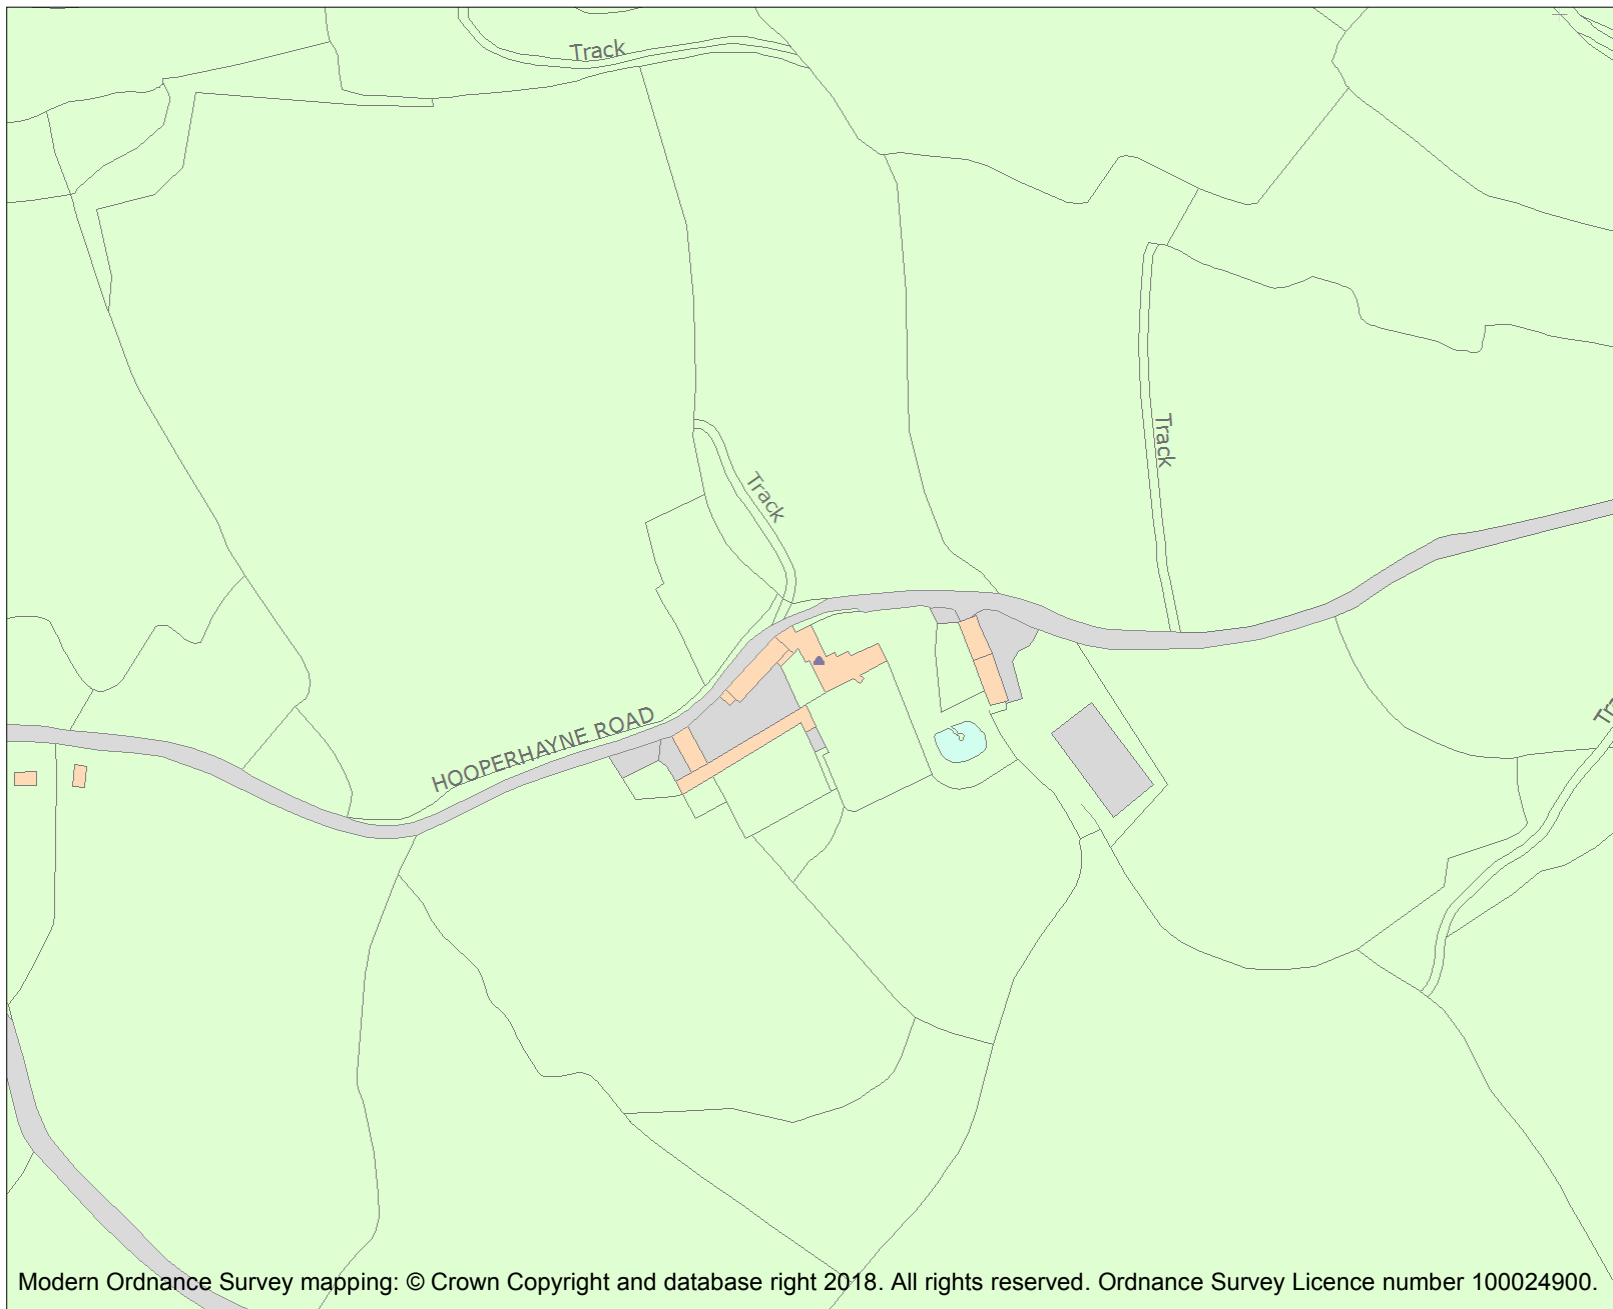 Track
Track
Track
Tr
HOOPERHAYNE ROAD
Modern Ordnance Survey mapping: © Crown Copyright and database right 2018. All rights reserved. Ordnance Survey Licence number 100024900.